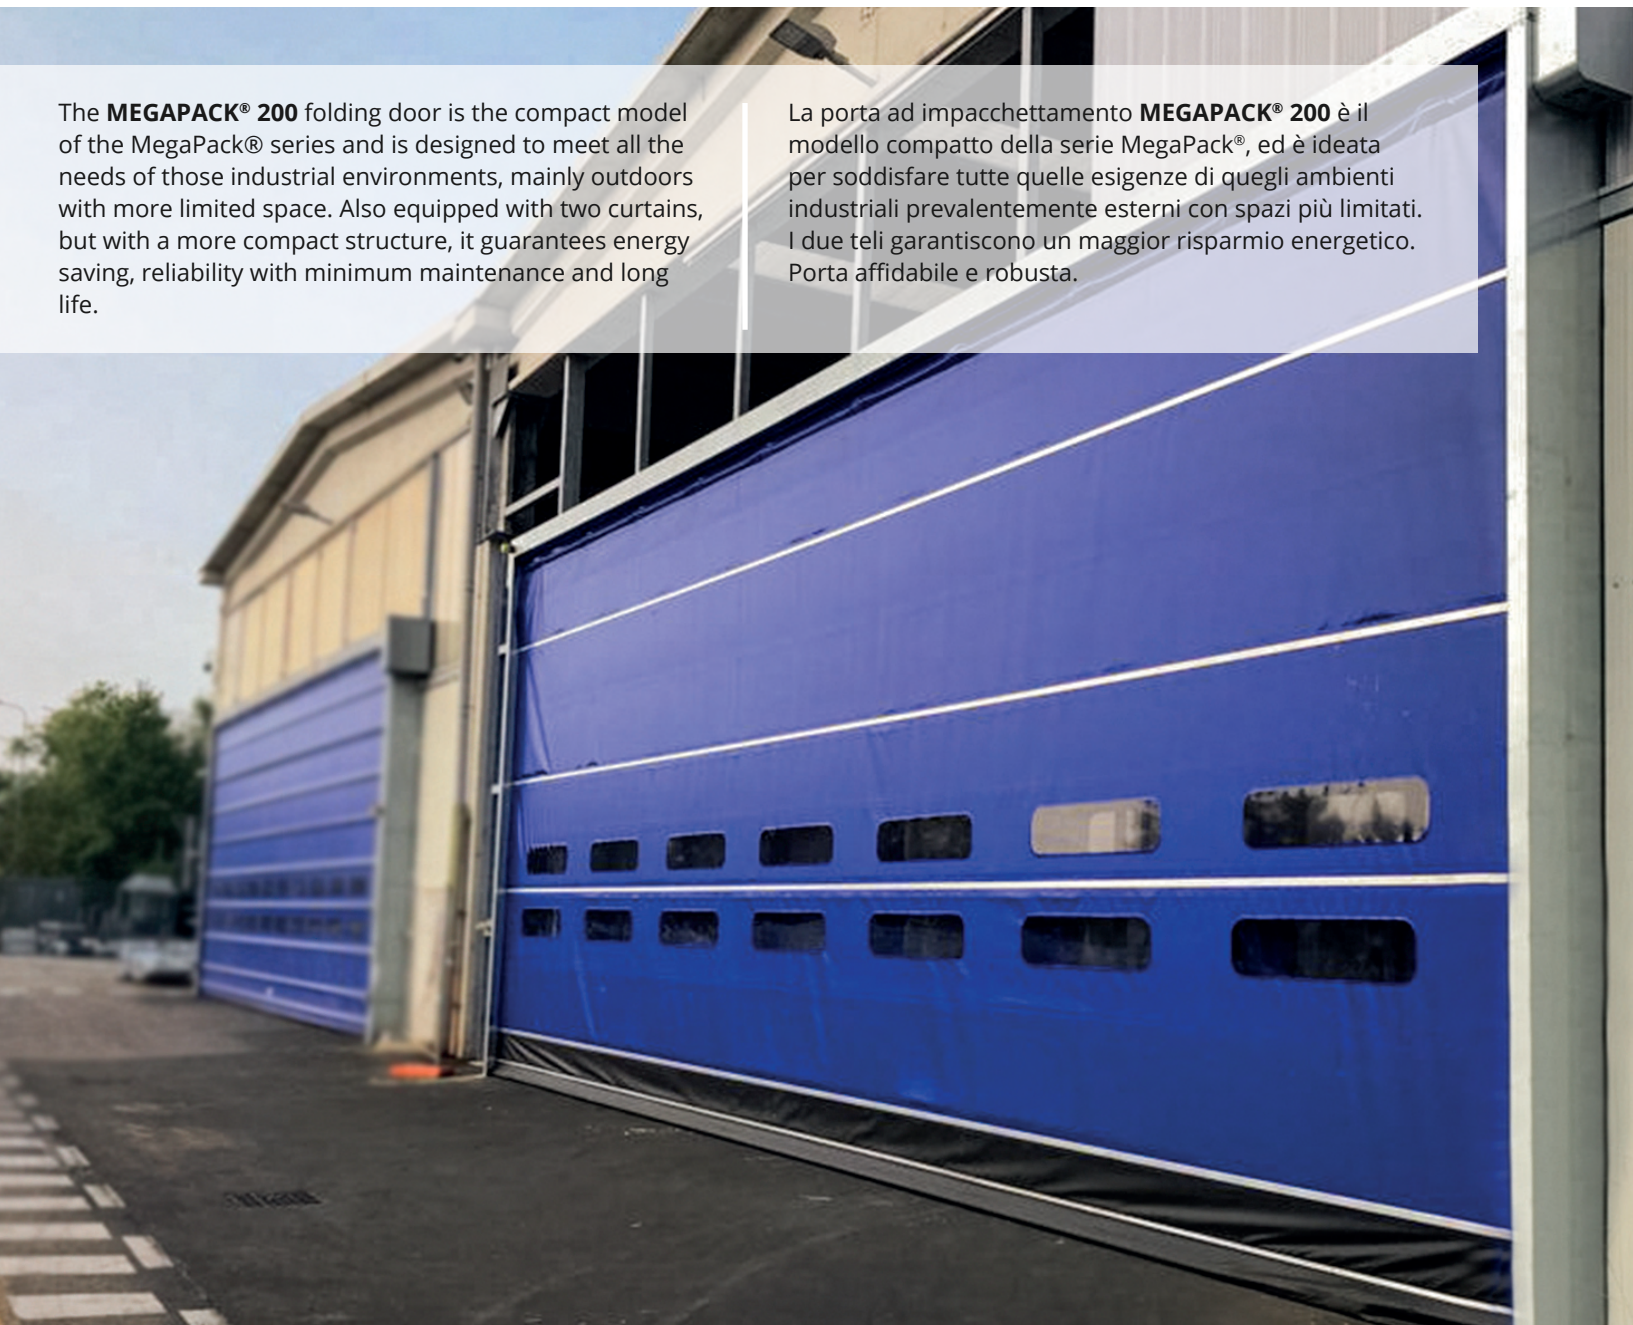 The MEGAPACK® 200 folding door is the compact model
of the MegaPack® series and is designed to meet all the
needs of those industrial environments, mainly outdoors
with more limited space. Also equipped with two curtains,
but with a more compact structure, it guarantees energy
saving, reliability with minimum maintenance and long
life.
La porta ad impacchettamento MEGAPACK® 200 è il
modello compatto della serie MegaPack®, ed è ideata
per soddisfare tutte quelle esigenze di quegli ambienti
industriali prevalentemente esterni con spazi più limitati.
I due teli garantiscono un maggior risparmio energetico.
Porta affidabile e robusta.